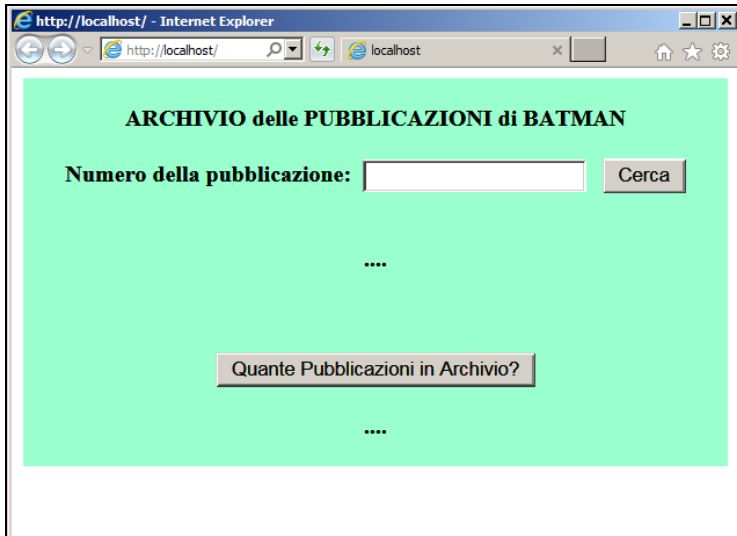 http://localhost/ - Internet Explorer
http://localhost/
localhost
ARCHIVIO delle PUBBLICAZIONI di BATMAN
Numero della pubblicazione: Cerca
....
Quante Pubblicazioni in Archivio?
....